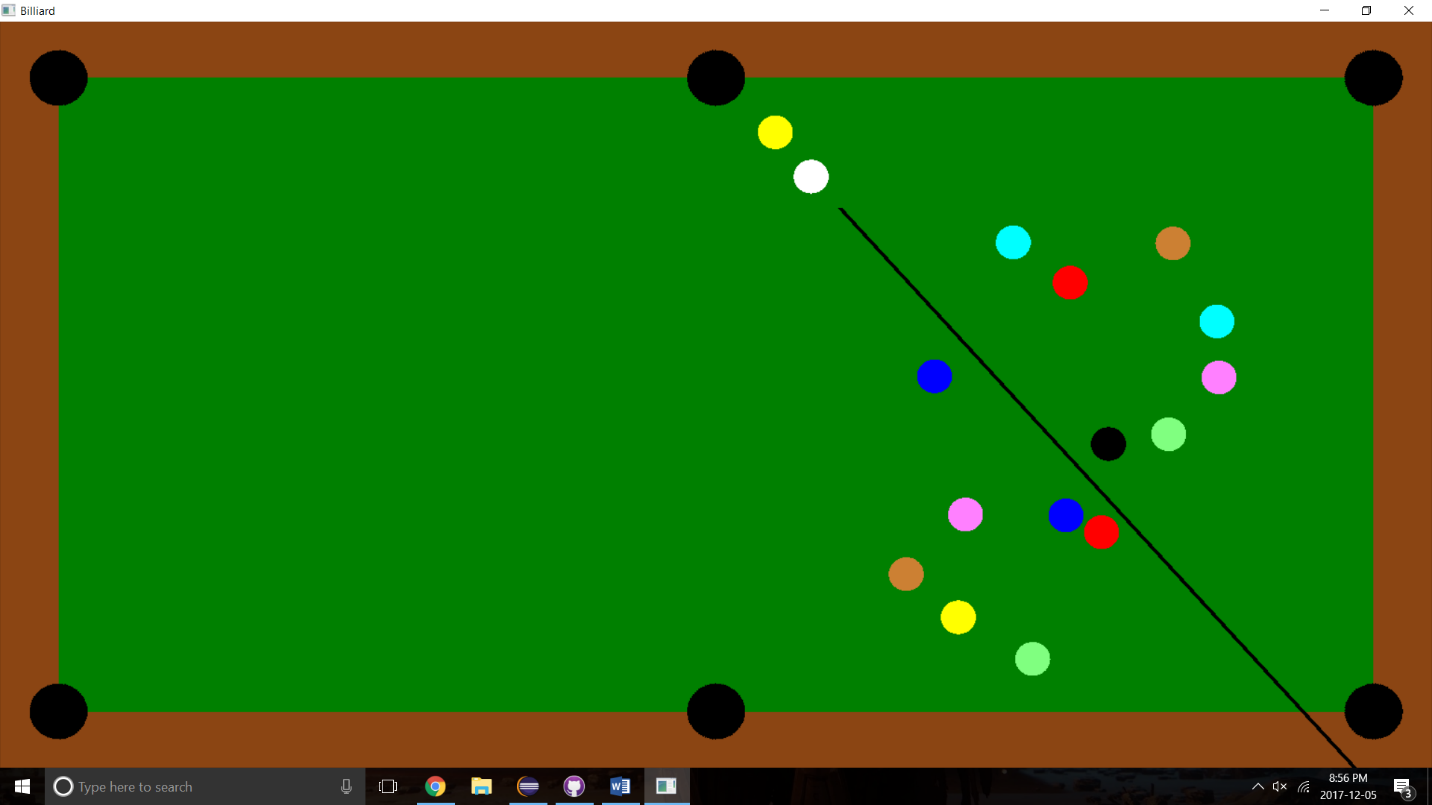 Billiard
Type here to search
8:56 PM
2017-12-05
3